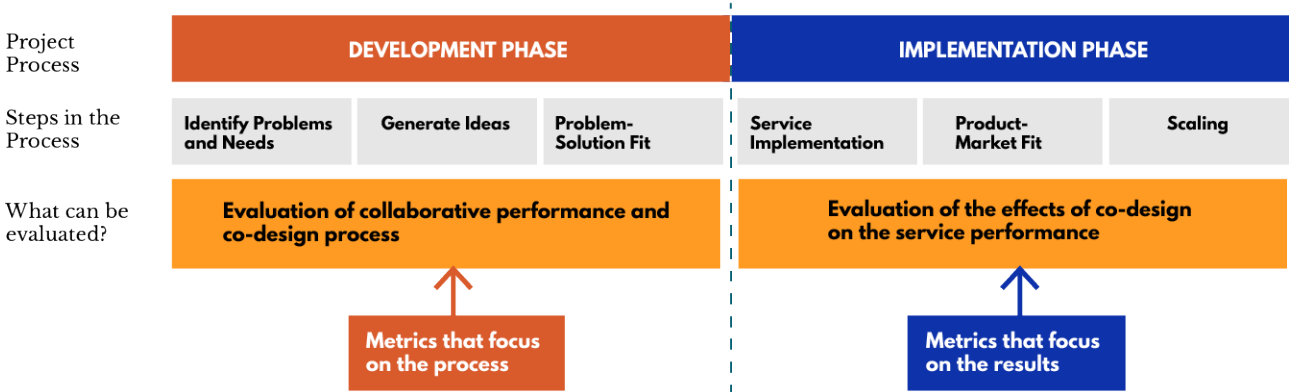 Project
Process
DEVELOPMENT PHASE
IMPLEMENTATION PHASE
Steps in the
Process
Identify Problems
and Needs
Generate Ideas
Problem-
Solution Fit
Service
Implementation
Product-
Market Fit
Scaling
What can be
evaluated?
Evaluation of collaborative performance and
co-design process
Evaluation of the effects of co-design
on the service performance
Metrics that focus
on the process
Metrics that focus
on the results